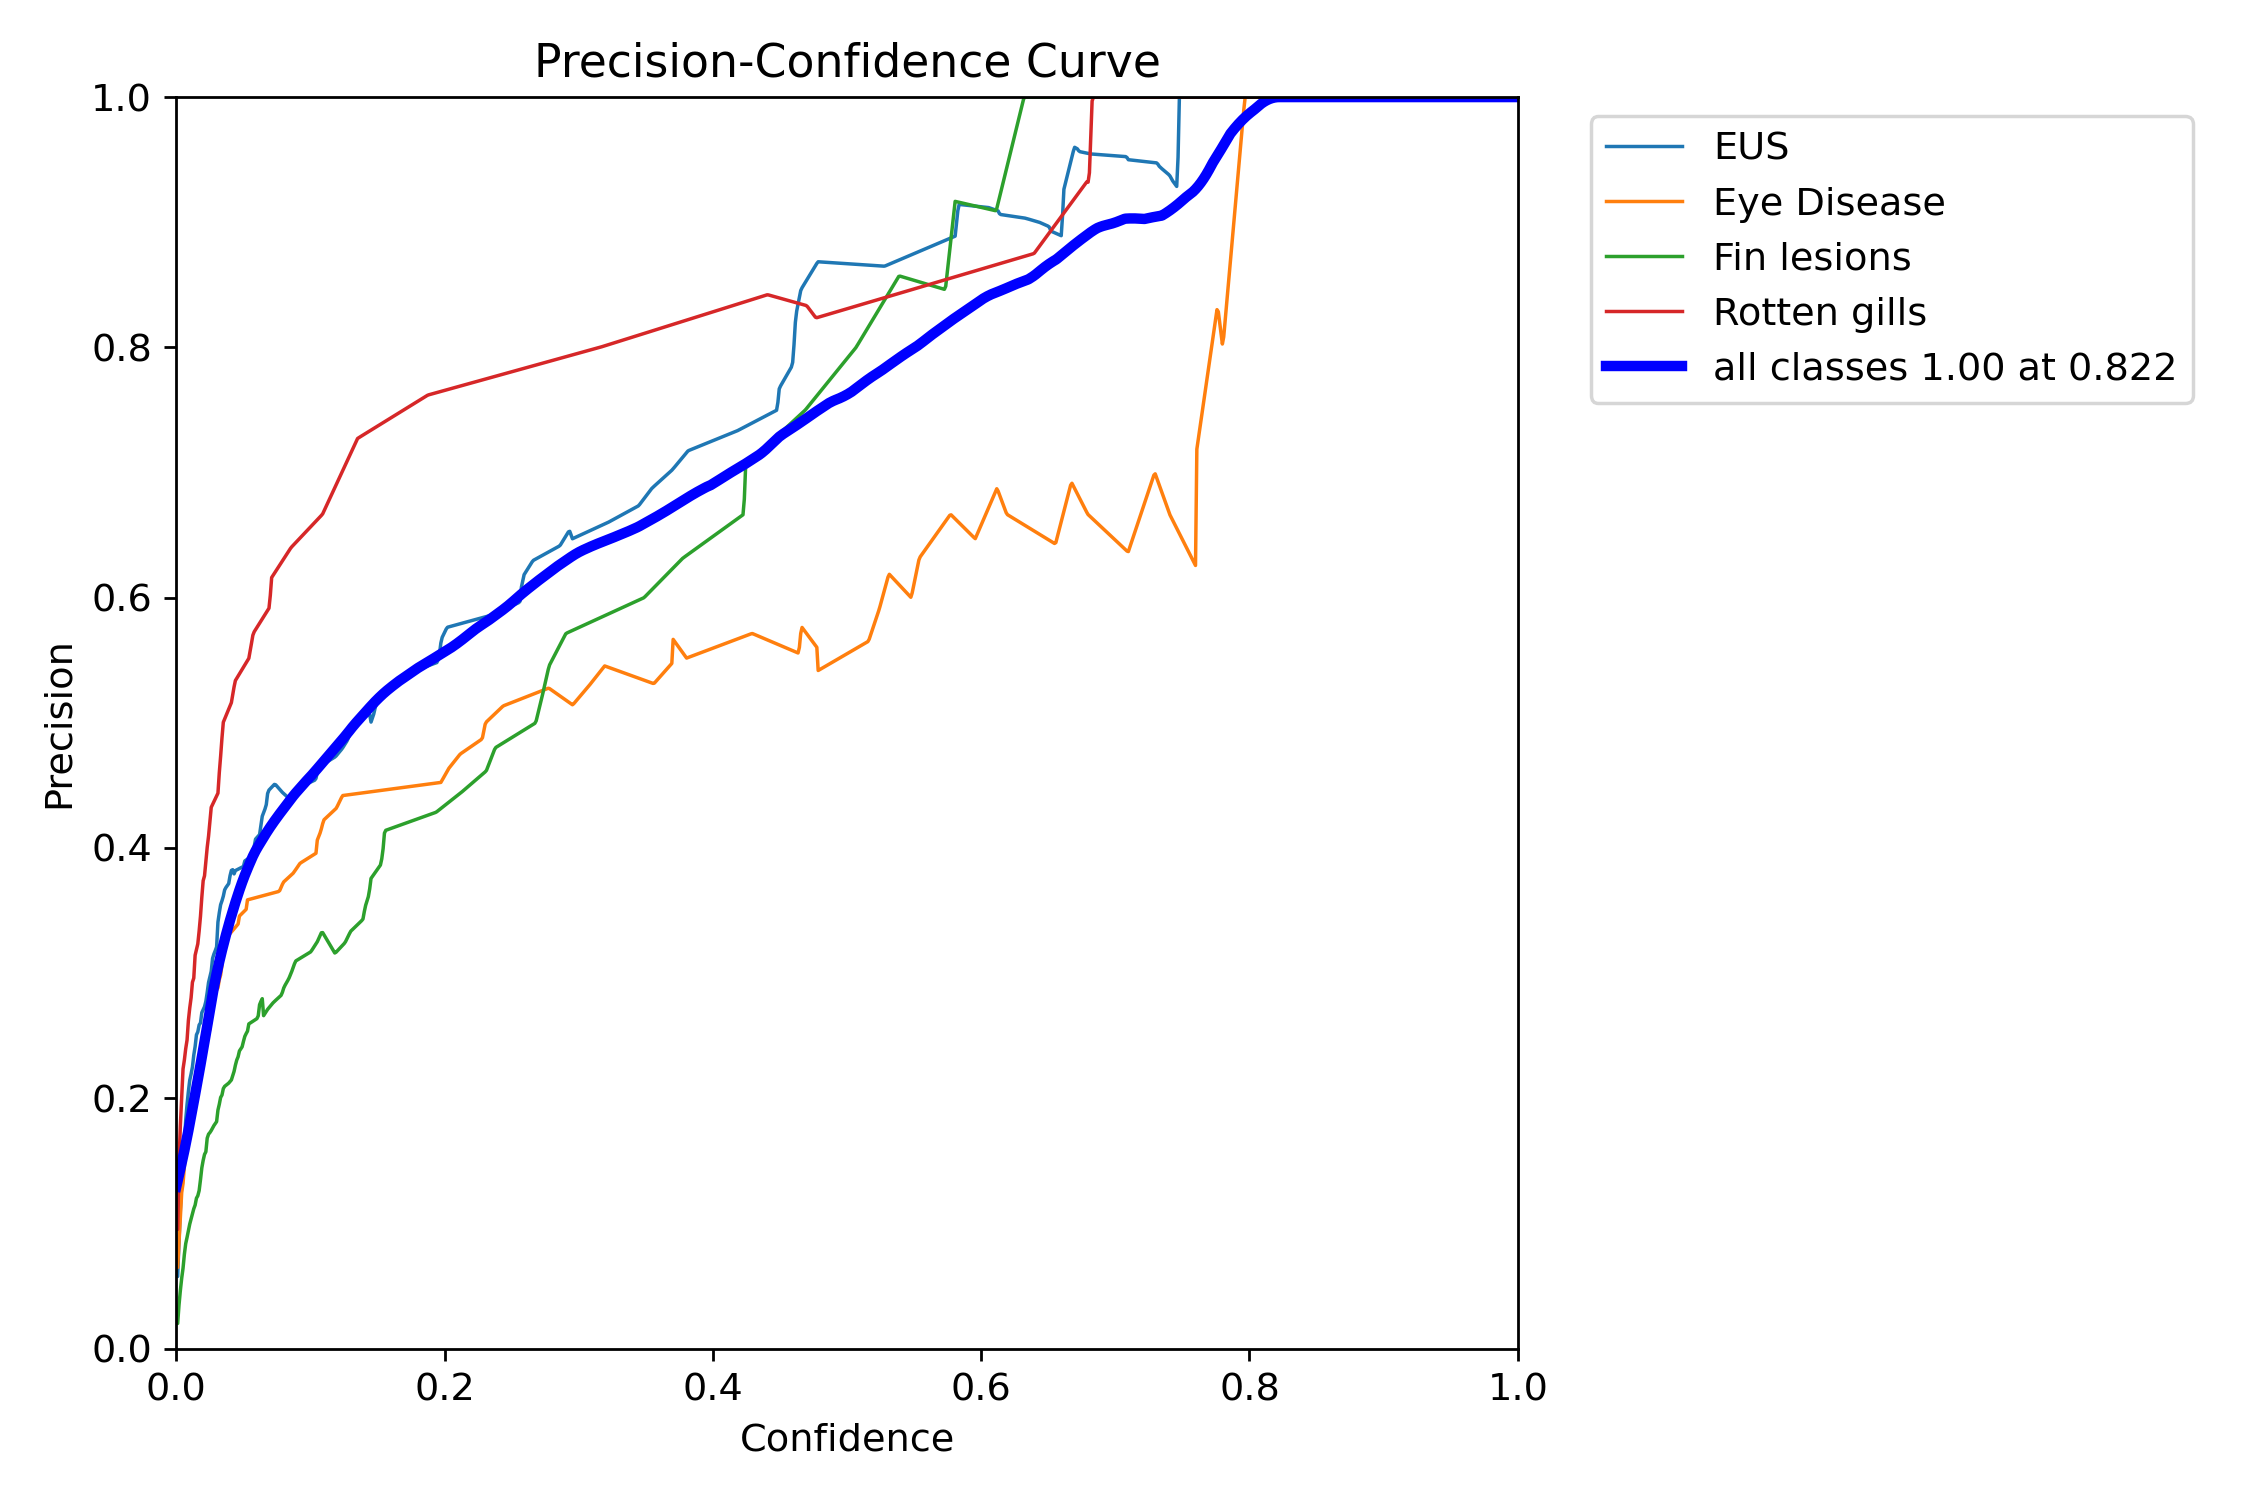 Precision-Confidence Curve
1.0
0.8
0.6
0.4
0.2
0.0
Precision
0.0 0.2 0.4 0.6 0.8 1.0
Confidence
EUS
Eye Disease
Fin lesions
Rotten gills
all classes 1.00 at 0.822